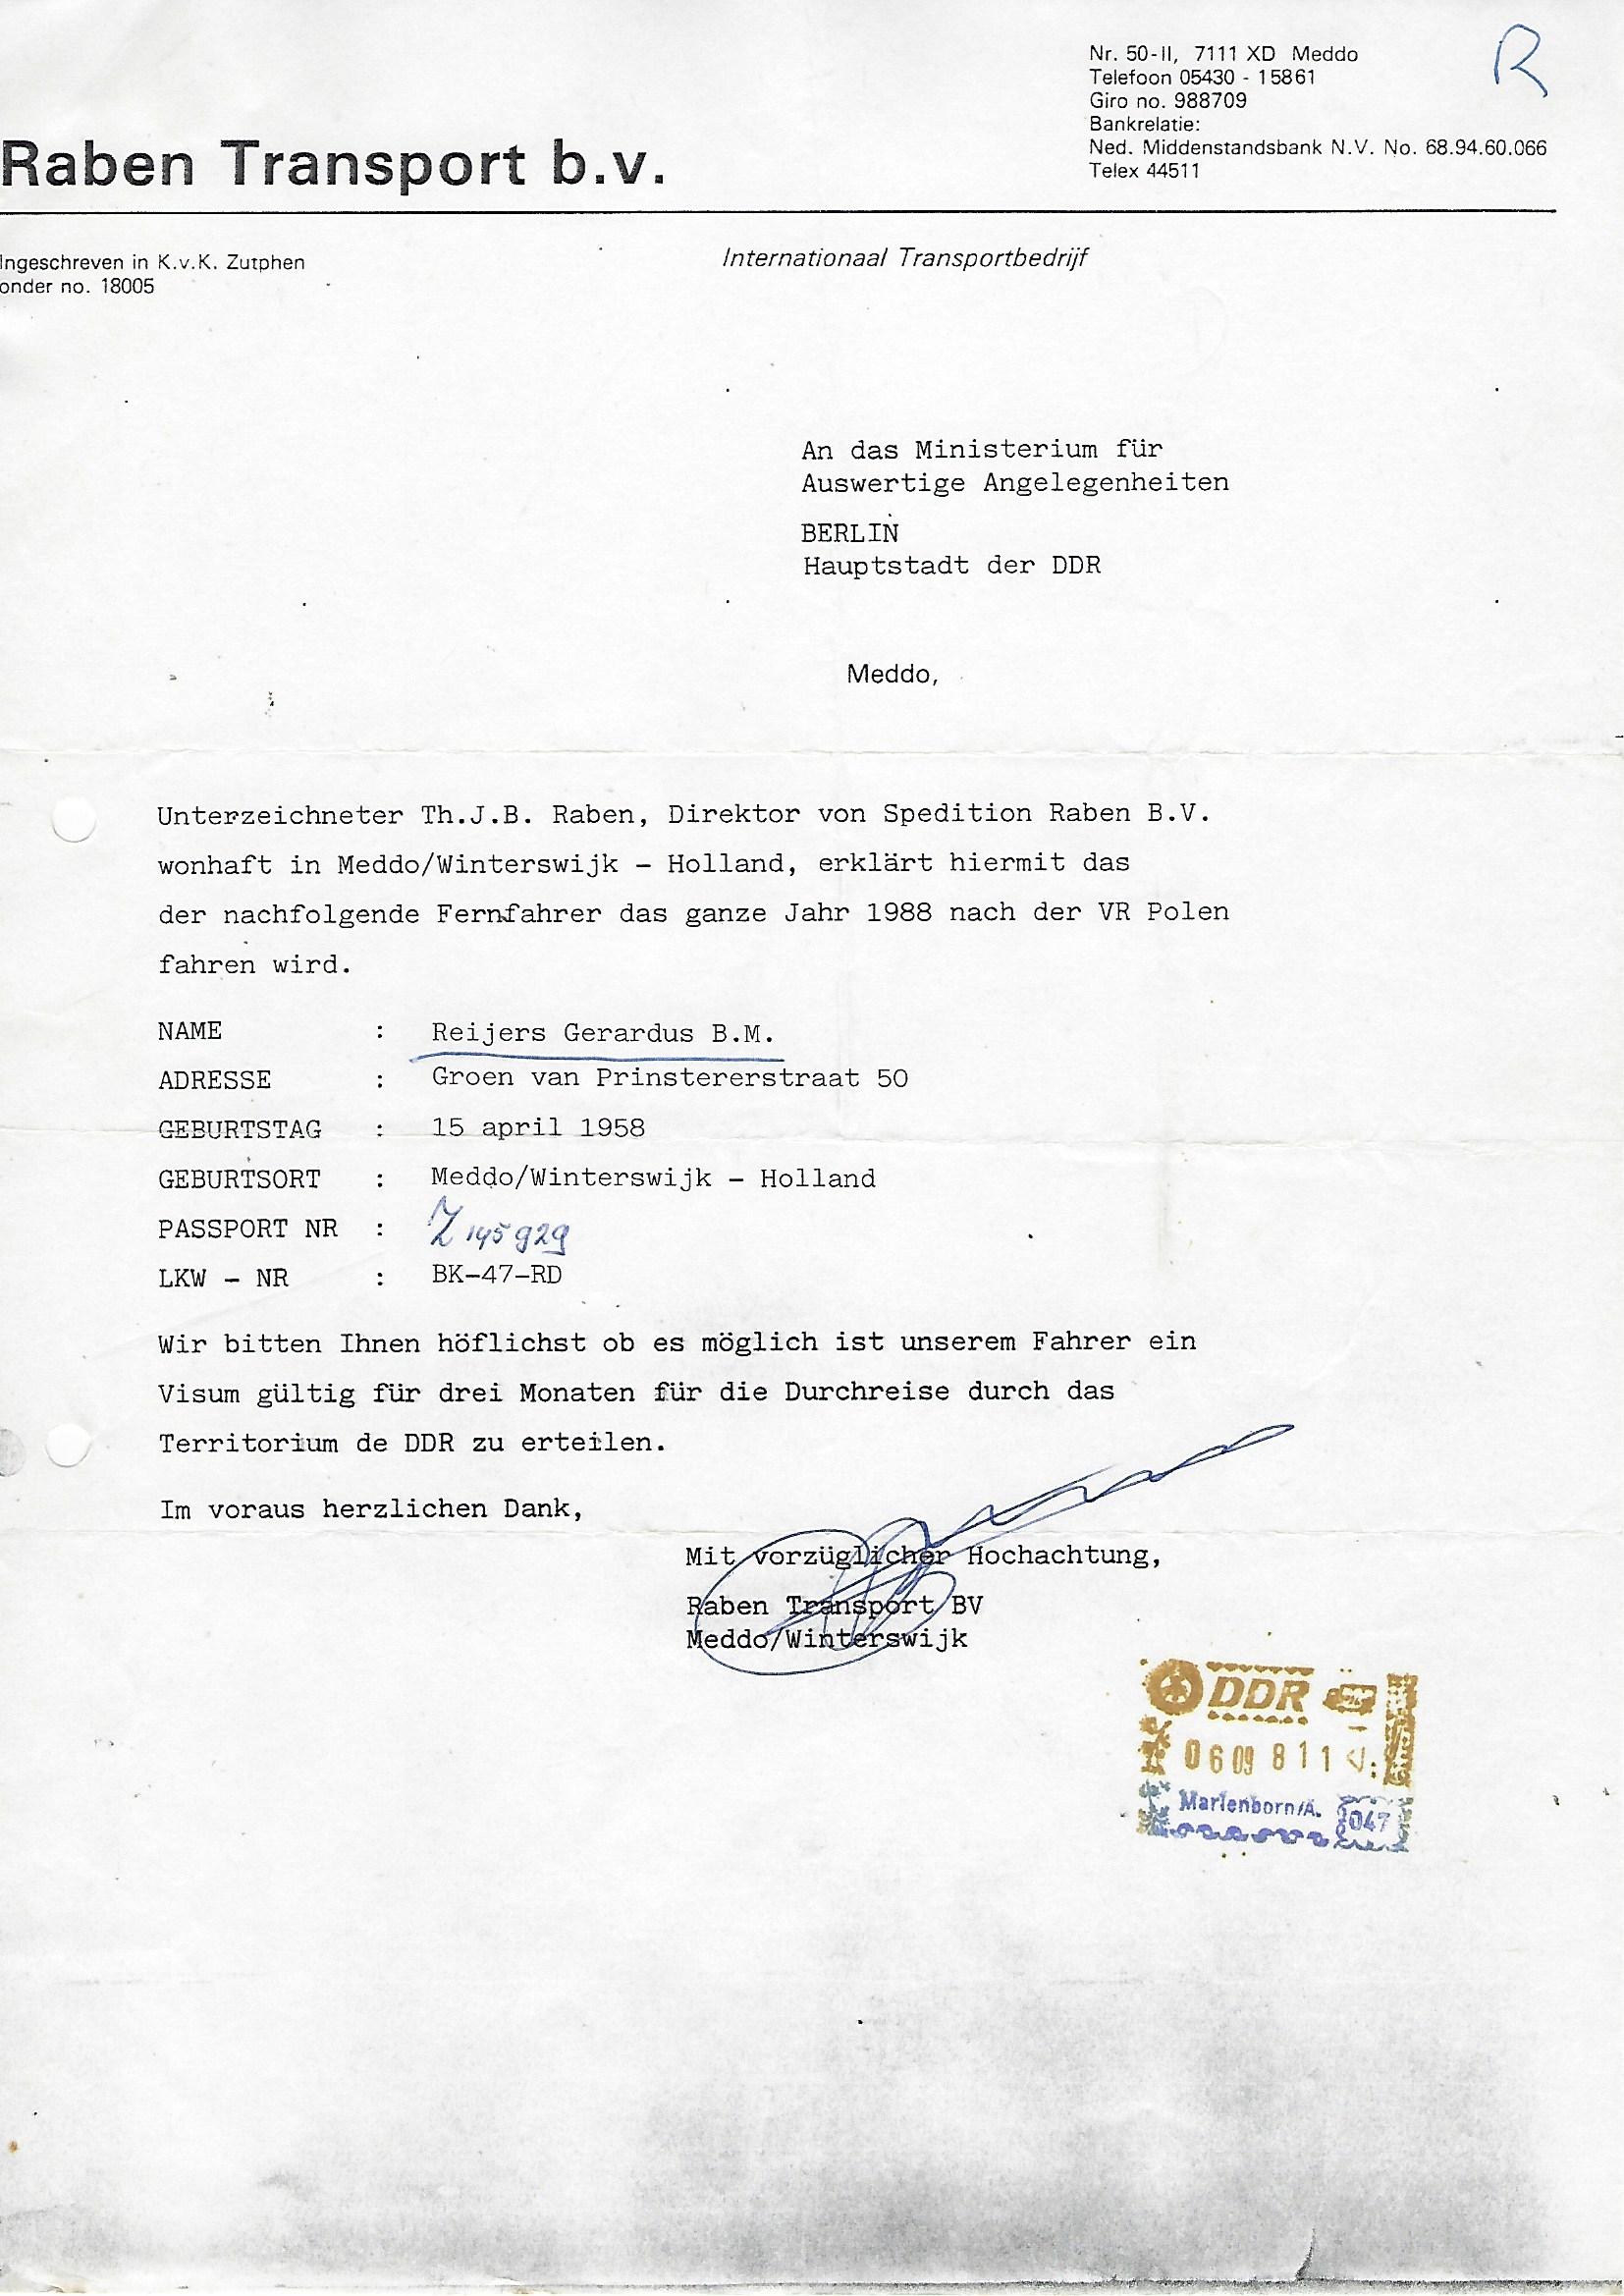 R
Nr. 50-II, 7111 XD Meddo
Telefoon 05430 - 15861
Giro no. 988709
Bankrelatie:
Ned. Middenstandsbank N.V. No. 68.94.60.066
Telex 44511
Raben Transport b.v.
Ingeschreven in K.v.K. Zutphen
onder no. 18005
Internationaal Transportbedrijf
An das Ministerium für
Auswertige Angelegenheiten
BERLIN
Hauptstadt der DDR
Meddo,
Unterzeichneter Th.J.B. Raben, Direktor von Spedition Raben B.V.
wonhaft in Meddo/Winterswijk - Holland, erklärt hiermit das
der nachfolgende Fernfahrer das ganze Jahr 1988 nach der VR Polen
fahren wird.
NAME : Reijers Gerardus B.M.
ADRESSE : Groen van Prinstererstraat 50
GEBURTSTAG : 15 april 1958
GEBURTSORT : Meddo/Winterswijk - Holland
PASSPORT NR : Z 145929
LKW - NR : BK-47-RD
Wir bitten Ihnen höflichst ob es möglich ist unserem Fahrer ein
Visum gültig für drei Monaten für die Durchreise durch das
Territorium de DDR zu erteilen.
Im voraus herzlichen Dank,
Mit vorzüglicher Hochachtung,
Raben Transport BV
Meddo/Winterswijk
DDR
06 09 8 1 1
Marienborn/A. 047